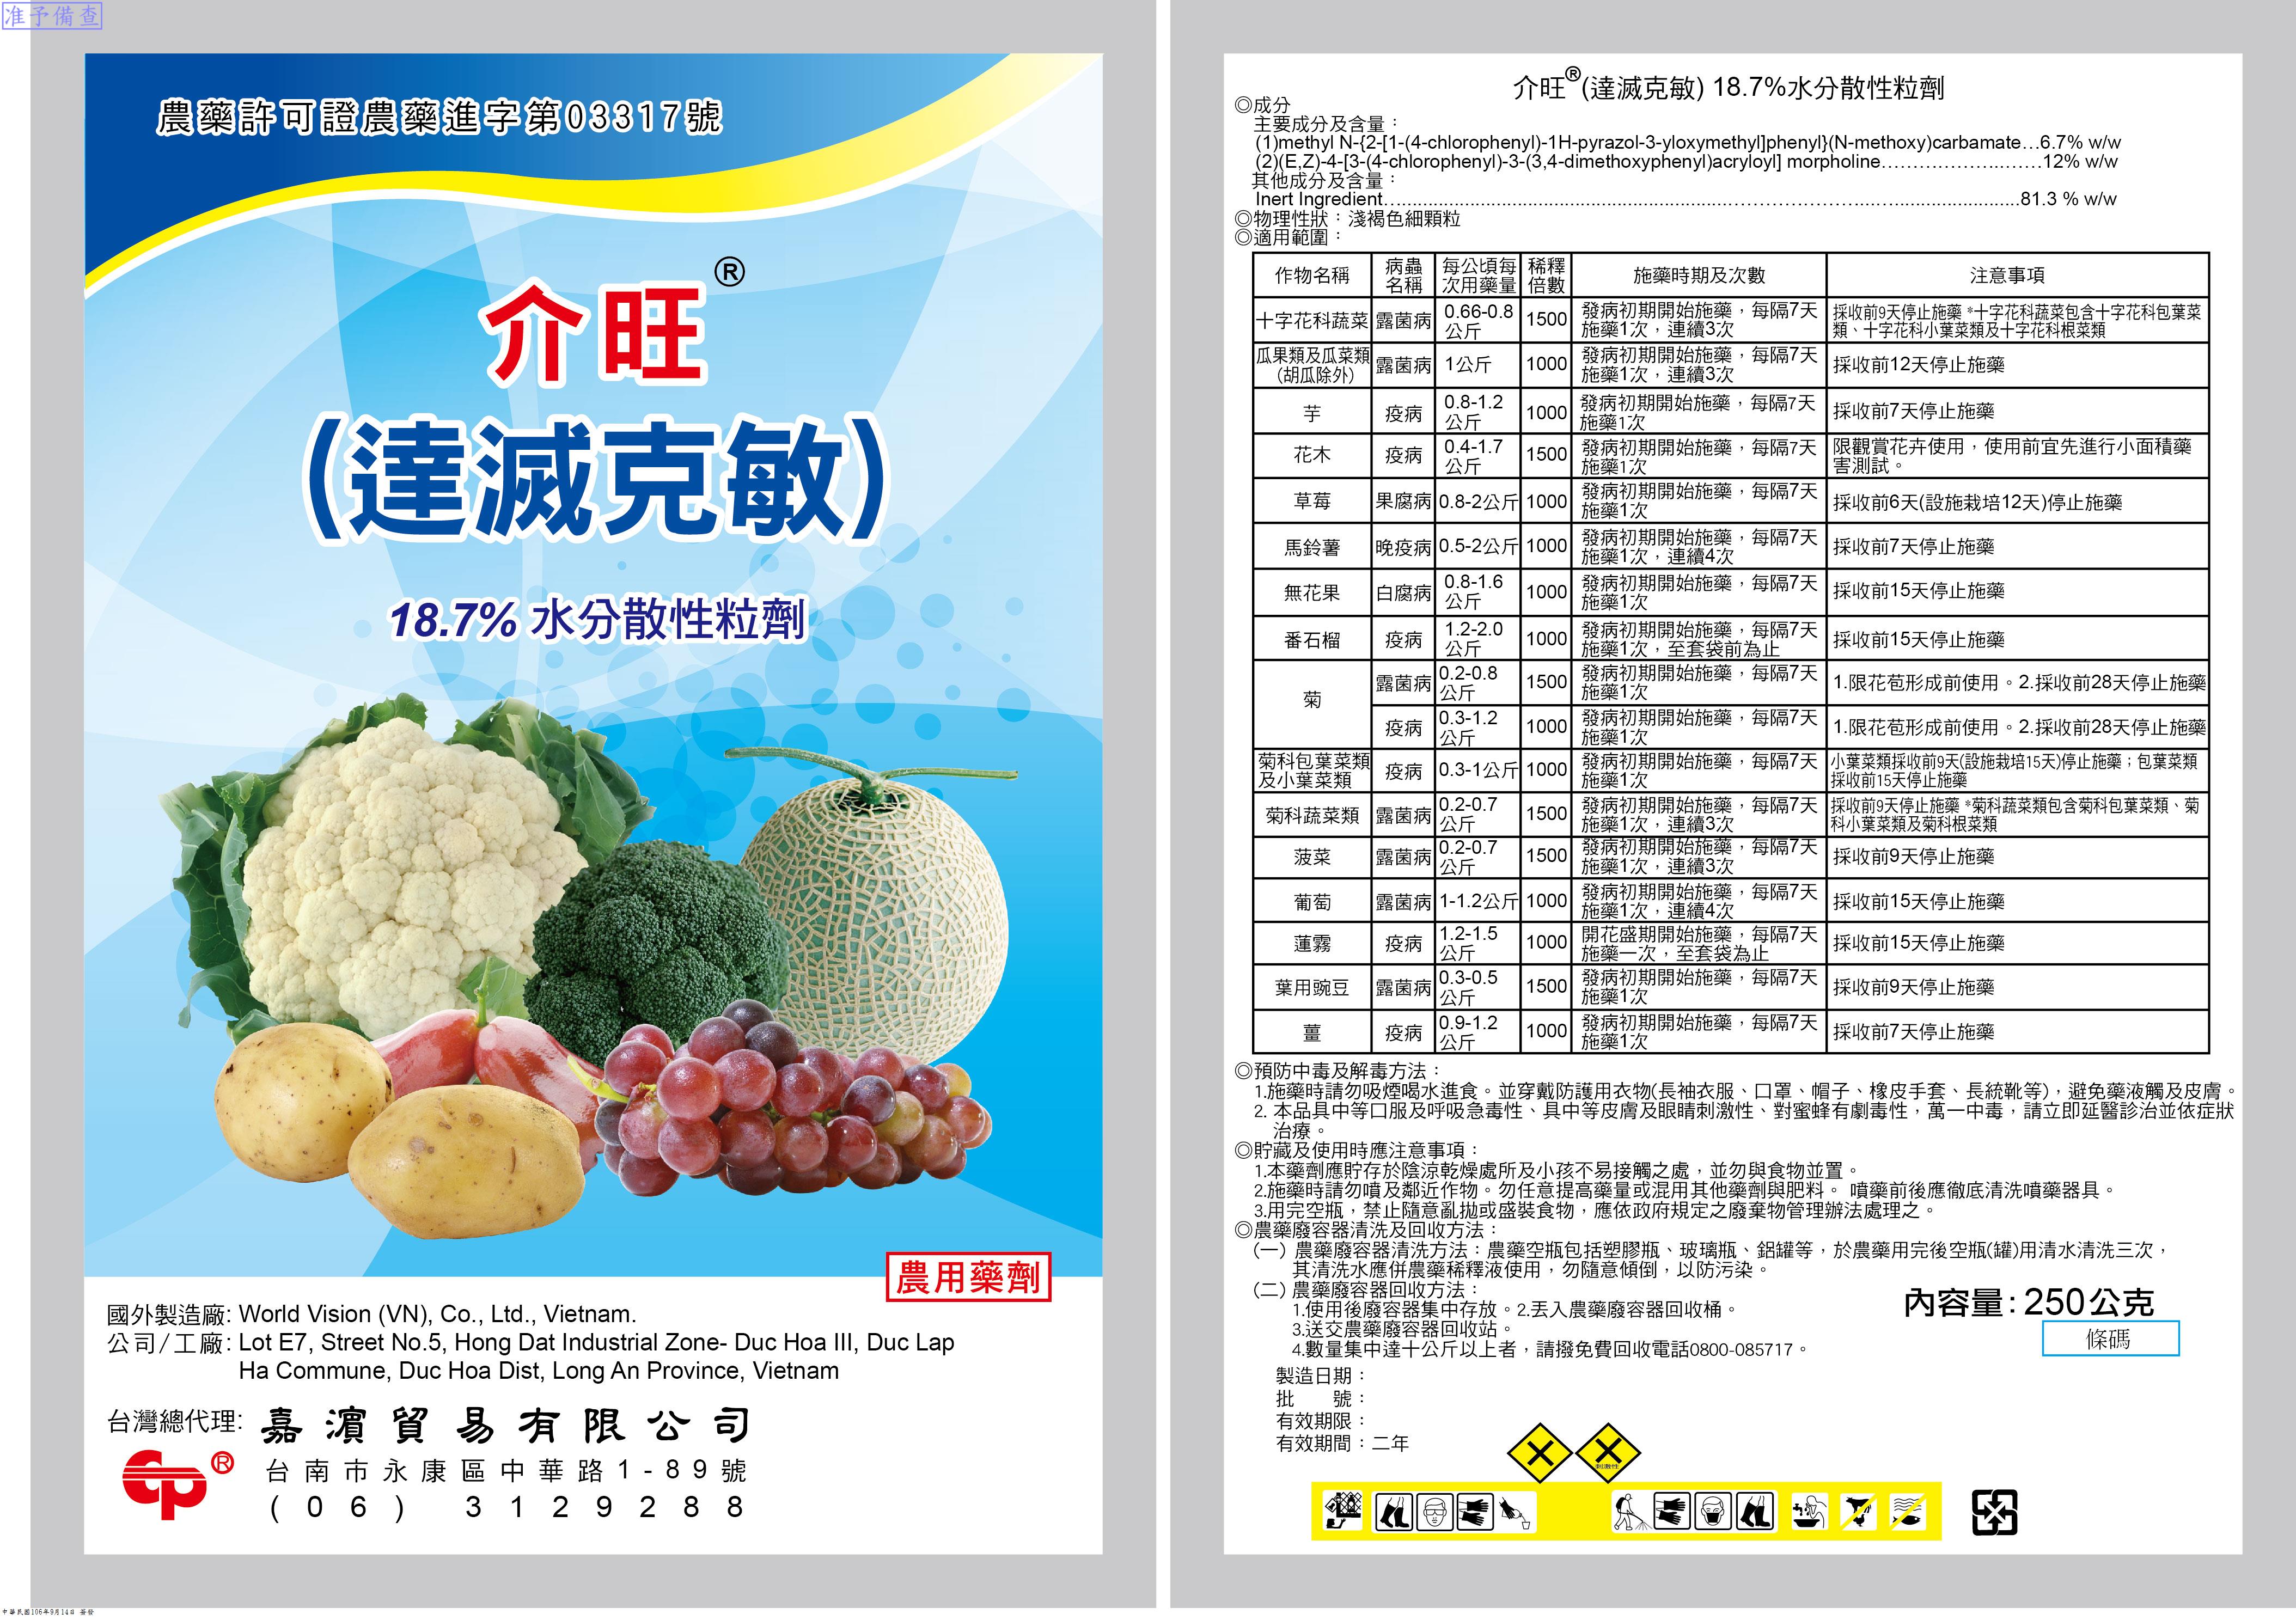 准予備查
農藥許可證農藥進字第03317號
介旺®
(達滅克敏)
18.7% 水分散性粒劑
農用藥劑
國外製造廠: World Vision (VN), Co., Ltd., Vietnam.
公司/工廠: Lot E7, Street No.5, Hong Dat Industrial Zone- Duc Hoa III, Duc Lap
Ha Commune, Duc Hoa Dist, Long An Province, Vietnam
台灣總代理: 嘉濱貿易有限公司
CP®
台南市永康區中華路1-89號
(06) 3129288
中華民國106年9月14日 簽發
介旺®(達滅克敏) 18.7%水分散性粒劑
◎成分
主要成分及含量：
(1)methyl N-{2-[1-(4-chlorophenyl)-1H-pyrazol-3-yloxymethyl]phenyl}(N-methoxy)carbamate…6.7% w/w
(2)(E,Z)-4-[3-(4-chlorophenyl)-3-(3,4-dimethoxyphenyl)acryloyl] morpholine…………………….……12% w/w
其他成分及含量：
Inert Ingredient…………………………………………………………………………81.3 % w/w
◎物理性狀：淺褐色細顆粒
◎適用範圍：
作物名稱 病蟲名稱 每公頃每次用藥量 稀釋倍數 施藥時期及次數 注意事項
十字花科蔬菜 露菌病 0.66-0.8公斤 1500 發病初期開始施藥，每隔7天施藥1次，連續3次 採收前9天停止施藥 *十字花科蔬菜包含十字花科包葉菜類、十字花科小葉菜類及十字花科根菜類
瓜果類及瓜菜類(胡瓜除外) 露菌病 1公斤 1000 發病初期開始施藥，每隔7天施藥1次，連續3次 採收前12天停止施藥
芋 疫病 0.8-1.2公斤 1000 發病初期開始施藥，每隔7天施藥1次 採收前7天停止施藥
花木 疫病 0.4-1.7公斤 1500 發病初期開始施藥，每隔7天施藥1次 限觀賞花卉使用，使用前宜先進行小面積藥害測試。
草莓 果腐病 0.8-2公斤 1000 發病初期開始施藥，每隔7天施藥1次 採收前6天(設施栽培12天)停止施藥
馬鈴薯 晚疫病 0.5-2公斤 1000 發病初期開始施藥，每隔7天施藥1次，連續4次 採收前7天停止施藥
無花果 白腐病 0.8-1.6公斤 1000 發病初期開始施藥，每隔7天施藥1次 採收前15天停止施藥
番石榴 疫病 1.2-2.0公斤 1000 發病初期開始施藥，每隔7天施藥1次，至套袋前為止 採收前15天停止施藥
菊 露菌病 0.2-0.8公斤 1500 發病初期開始施藥，每隔7天施藥1次 1.限花苞形成前使用。2.採收前28天停止施藥
疫病 0.3-1.2公斤 1000 發病初期開始施藥，每隔7天施藥1次 1.限花苞形成前使用。2.採收前28天停止施藥
菊科包葉菜類及小葉菜類 疫病 0.3-1公斤 1000 發病初期開始施藥，每隔7天施藥1次 小葉菜類採收前9天(設施栽培15天)停止施藥；包葉菜類採收前15天停止施藥
菊科蔬菜類 露菌病 0.2-0.7公斤 1500 發病初期開始施藥，每隔7天施藥1次，連續3次 採收前9天停止施藥 *菊科蔬菜類包含菊科包葉菜類、菊科小葉菜類及菊科根菜類
菠菜 露菌病 0.2-0.7公斤 1500 發病初期開始施藥，每隔7天施藥1次，連續3次 採收前9天停止施藥
葡萄 露菌病 1-1.2公斤 1000 發病初期開始施藥，每隔7天施藥1次，連續4次 採收前15天停止施藥
蓮霧 疫病 1.2-1.5公斤 1000 開花盛期開始施藥，每隔7天施藥一次，至套袋為止 採收前15天停止施藥
葉用豌豆 露菌病 0.3-0.5公斤 1500 發病初期開始施藥，每隔7天施藥1次 採收前9天停止施藥
薑 疫病 0.9-1.2公斤 1000 發病初期開始施藥，每隔7天施藥1次 採收前7天停止施藥
◎預防中毒及解毒方法：
1.施藥時請勿吸煙喝水進食。並穿戴防護用衣物(長袖衣服、口罩、帽子、橡皮手套、長統靴等)，避免藥液觸及皮膚。
2. 本品具中等口服及呼吸急毒性、具中等皮膚及眼睛刺激性、對蜜蜂有劇毒性，萬一中毒，請立即延醫診治並依症狀
治療。
◎貯藏及使用時應注意事項：
1.本藥劑應貯存於陰涼乾燥處所及小孩不易接觸之處，並勿與食物並置。
2.施藥時請勿噴及鄰近作物。勿任意提高藥量或混用其他藥劑與肥料。 噴藥前後應徹底清洗噴藥器具。
3.用完空瓶，禁止隨意亂拋或盛裝食物，應依政府規定之廢棄物管理辦法處理之。
◎農藥廢容器清洗及回收方法：
(一) 農藥廢容器清洗方法：農藥空瓶包括塑膠瓶、玻璃瓶、鋁罐等，於農藥用完後空瓶(罐)用清水清洗三次，
其清洗水應併農藥稀釋液使用，勿隨意傾倒，以防污染。
(二) 農藥廢容器回收方法：
1.使用後廢容器集中存放。2.丟入農藥廢容器回收桶。
3.送交農藥廢容器回收站。
4.數量集中達十公斤以上者，請撥免費回收電話0800-085717。
內容量: 250公克
條碼
製造日期：
批 號：
有效期限：
有效期間：二年